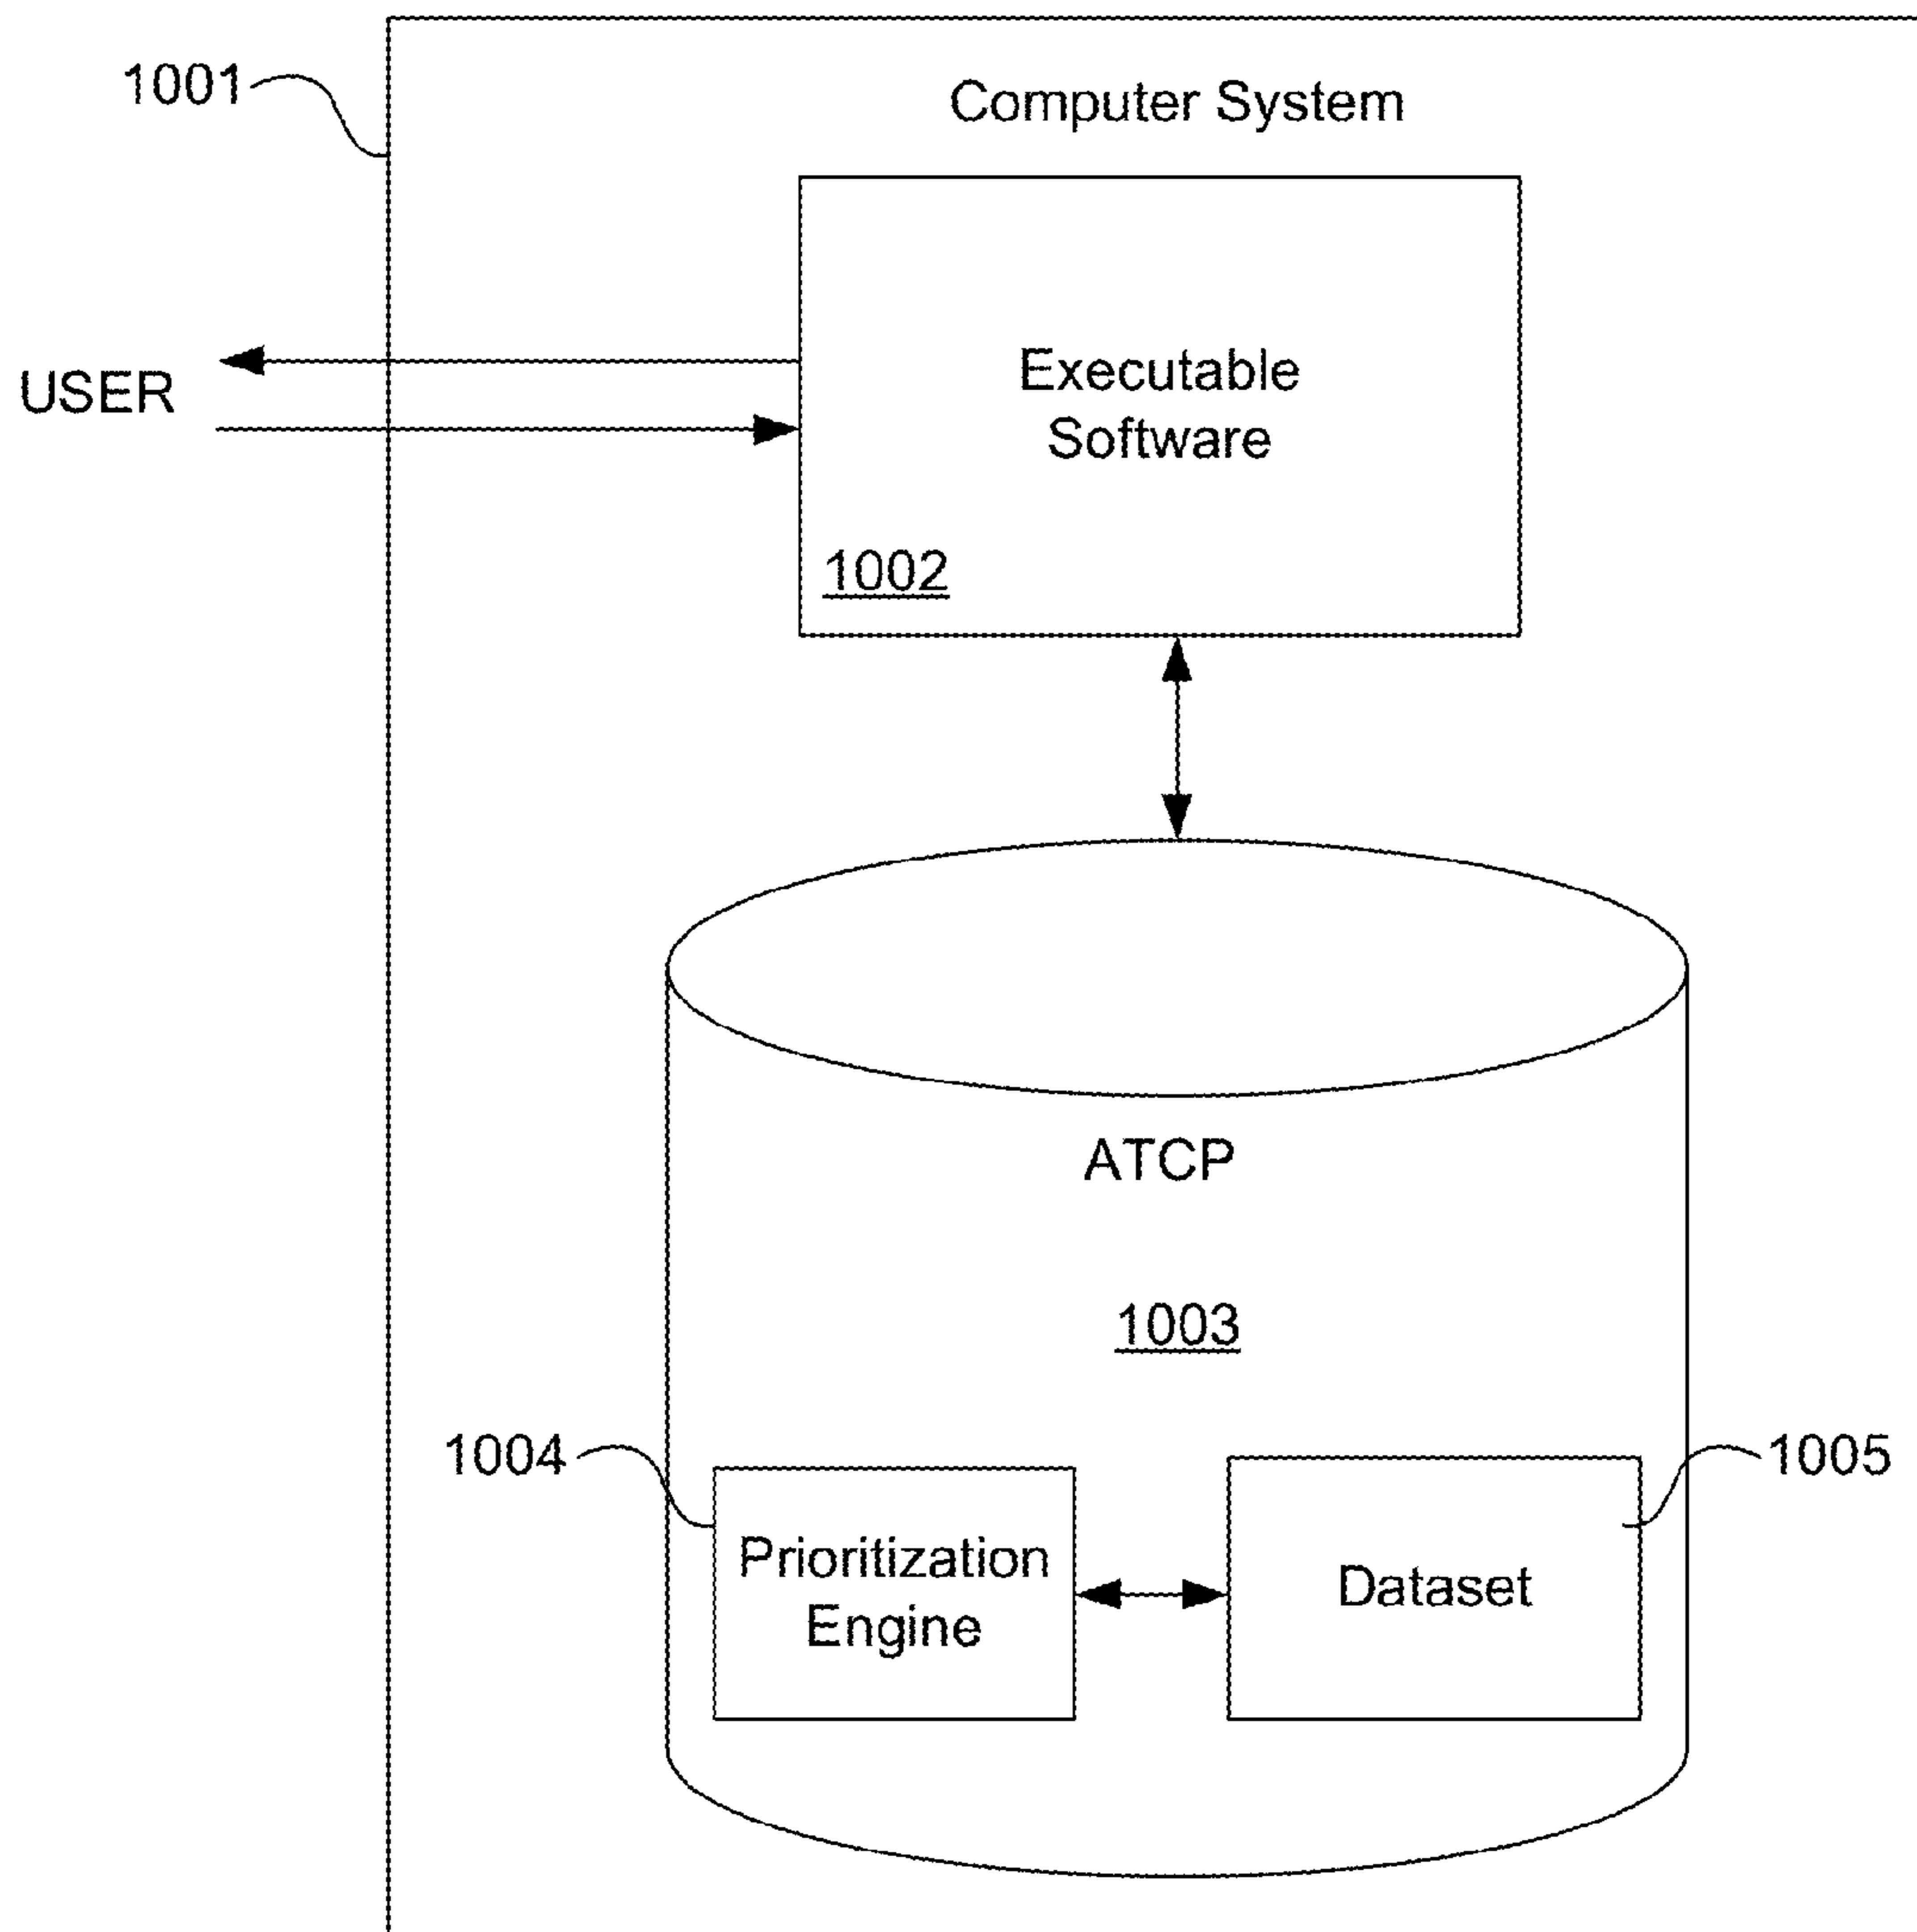 1001
Computer System
USER
Executable
Software
1002
ATCP
1003
1004
1005
Prioritization
Engine
Dataset